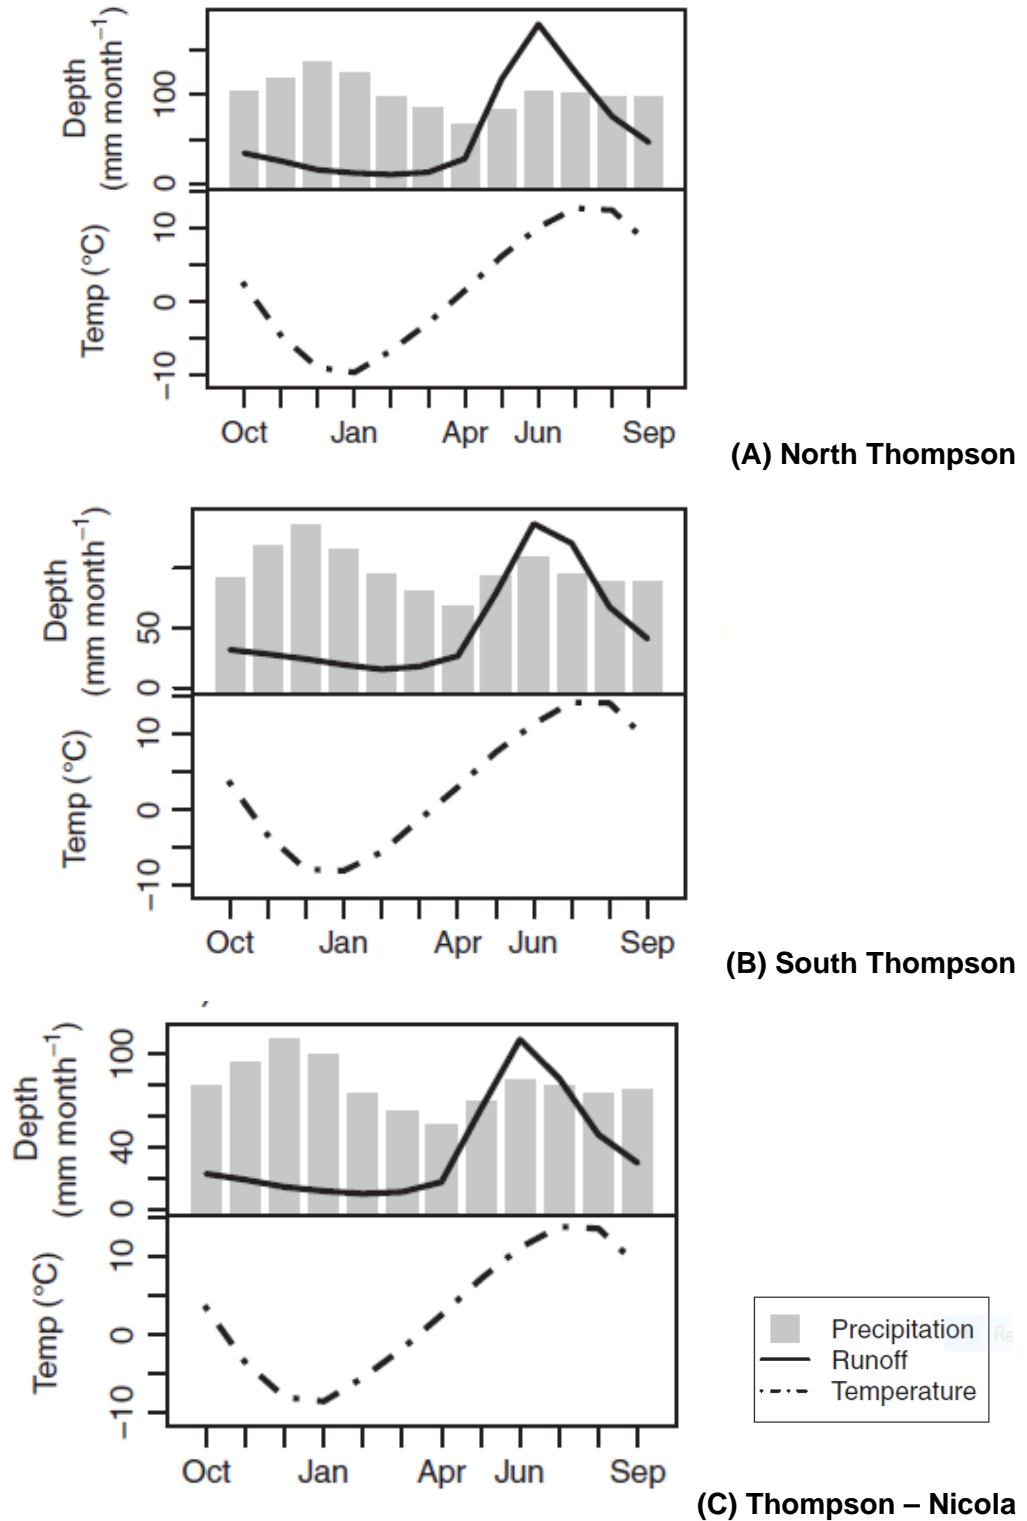 Depth
(mm month⁻¹)
100
0
Temp (°C)
10
0
−10
Oct Jan Apr Jun Sep
(A) North Thompson
Depth
(mm month⁻¹)
50
0
Temp (°C)
10
0
−10
Oct Jan Apr Jun Sep
(B) South Thompson
Depth
(mm month⁻¹)
100
40
0
Temp (°C)
10
0
−10
Oct Jan Apr Jun Sep
Precipitation
Runoff
Temperature
(C) Thompson – Nicola